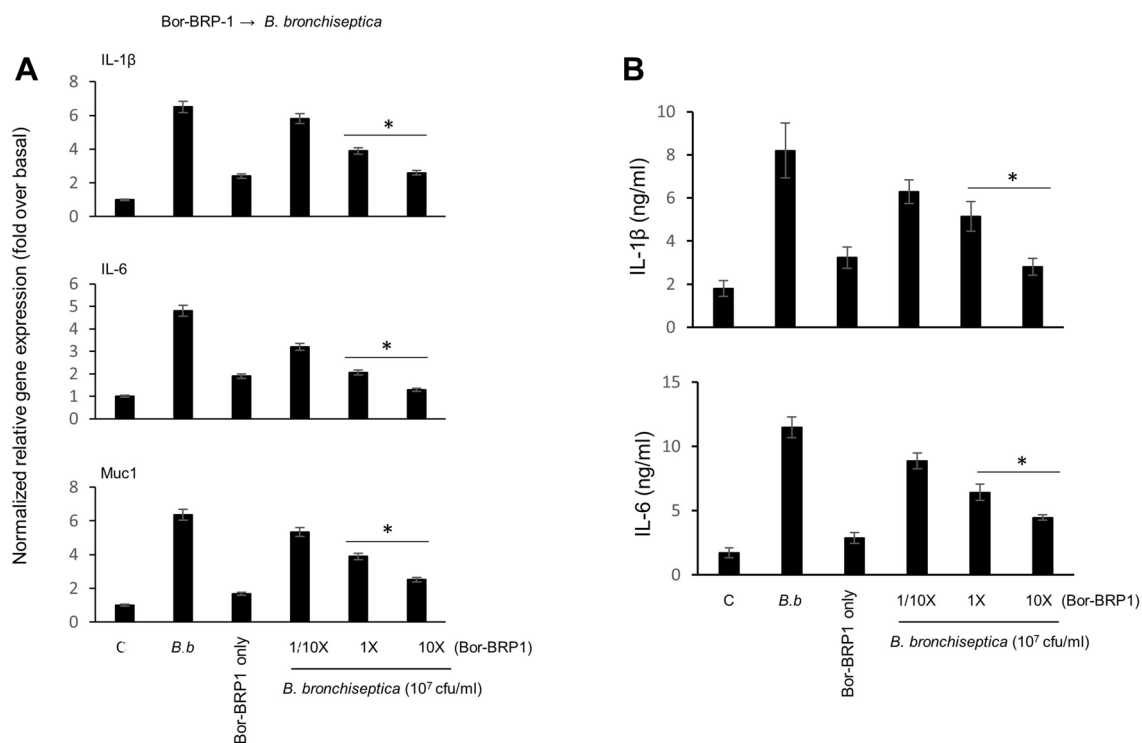 Bor-BRP-1 → B. bronchiseptica
A
Normalized relative gene expression (fold over basal)
IL-1β
8
6
4
2
0
*
IL-6
6
5
4
3
2
1
0
*
Muc1
8
6
4
2
0
*
C B.b Bor-BRP1 only 1/10X 1X 10X (Bor-BRP1)
B. bronchiseptica (10⁷ cfu/ml)
B
IL-1β (ng/ml)
10
8
6
4
2
0
*
IL-6 (ng/ml)
15
10
5
0
*
C B.b Bor-BRP1 only 1/10X 1X 10X (Bor-BRP1)
B. bronchiseptica (10⁷ cfu/ml)